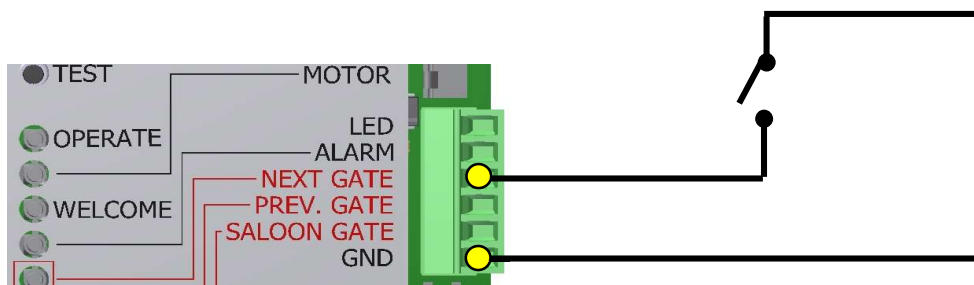 TEST
MOTOR
OPERATE
LED
ALARM
NEXT GATE
WELCOME
PREV. GATE
SALOON GATE
GND